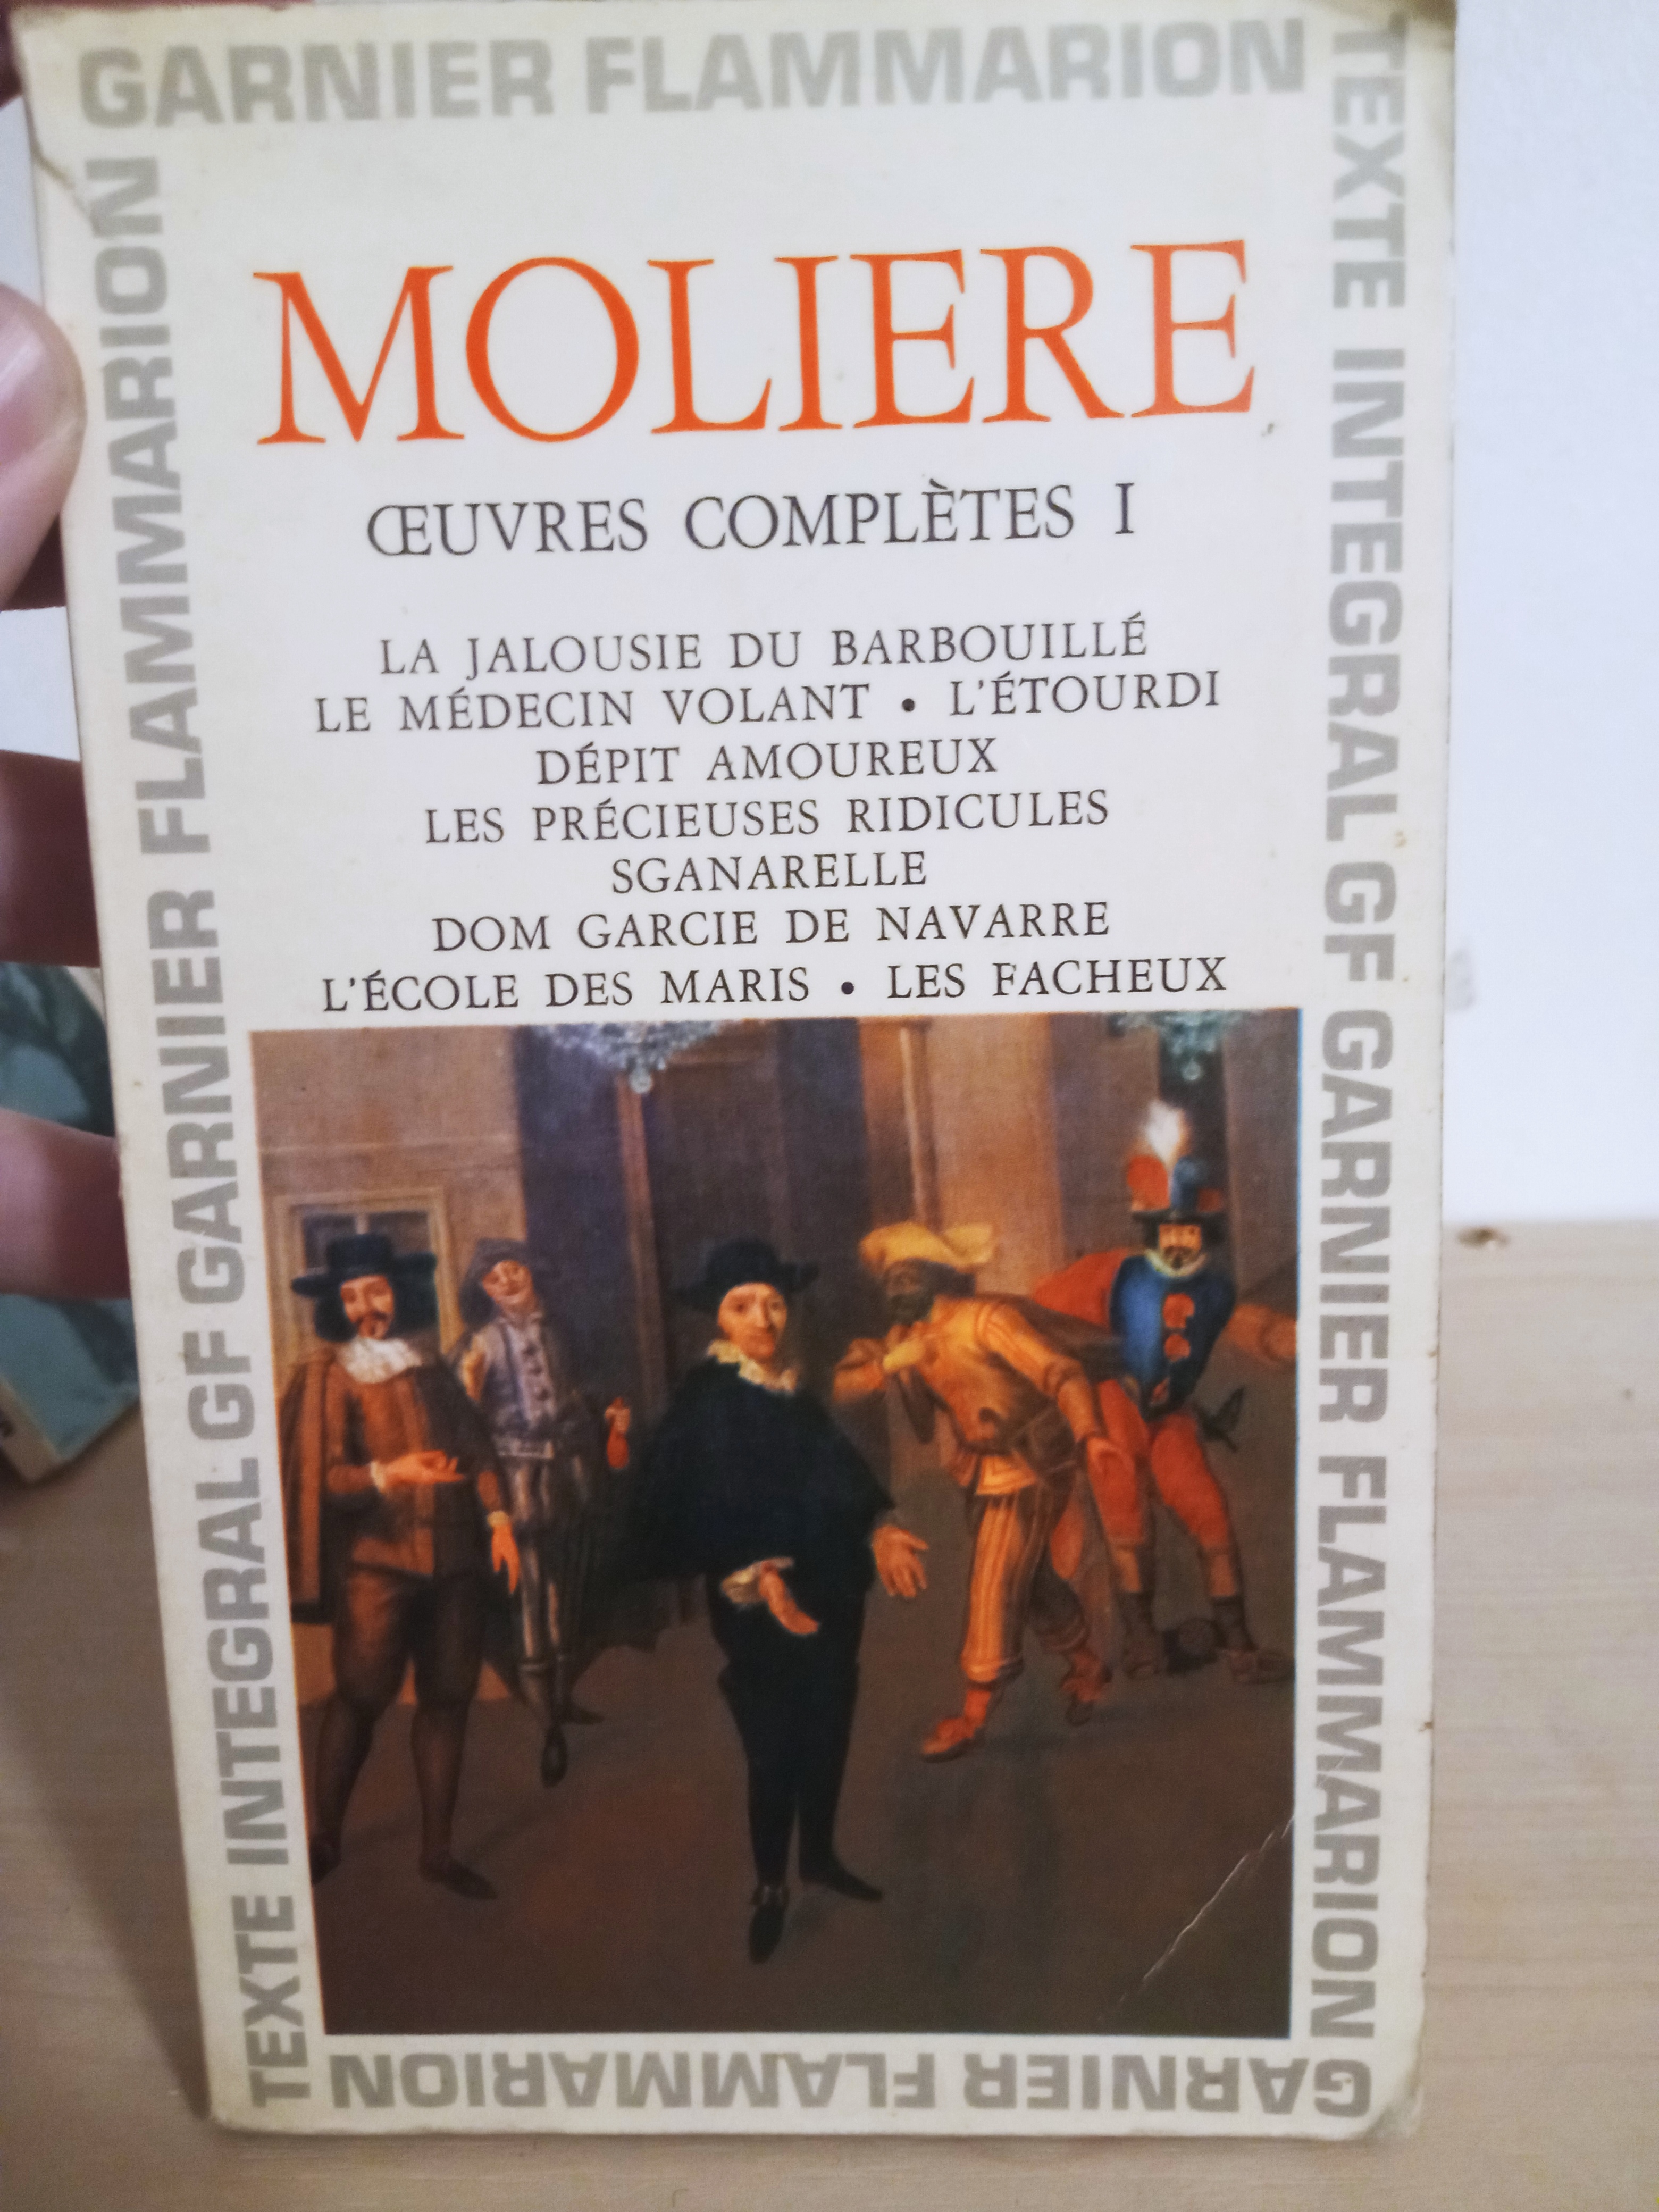 GARNIER FLAMMARION
MOLIERE
ŒUVRES COMPLÈTES I
LA JALOUSIE DU BARBOUILLÉ
LE MÉDECIN VOLANT • L'ÉTOURDI
DÉPIT AMOUREUX
LES PRÉCIEUSES RIDICULES
SGANARELLE
DOM GARCIE DE NAVARRE
L'ÉCOLE DES MARIS • LES FACHEUX
TEXTE INTEGRAL GF GARNIER FLAMMARION
TEXTE INTEGRAL GF GARNIER FLAMMARION
GARNIER FLAMMARION